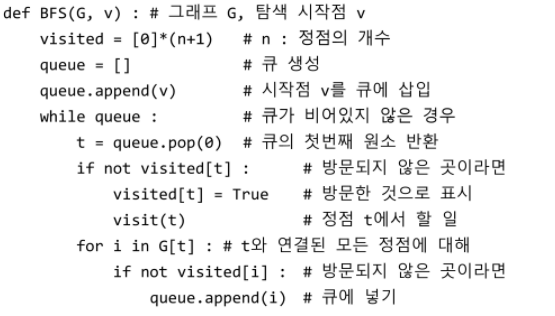 def BFS(G, v) : # 그래프 G, 탐색 시작점 v
    visited = [0]*(n+1)   # n : 정점의 개수
    queue = []            # 큐 생성
    queue.append(v)       # 시작점 v를 큐에 삽입
    while queue :         # 큐가 비어있지 않은 경우
        t = queue.pop(0)  # 큐의 첫번째 원소 반환
        if not visited[t] :     # 방문되지 않은 곳이라면
            visited[t] = True   # 방문한 것으로 표시
            visit(t)            # 정점 t에서 할 일
        for i in G[t] : # t와 연결된 모든 정점에 대해
            if not visited[i] : # 방문되지 않은 곳이라면
                queue.append(i) # 큐에 넣기